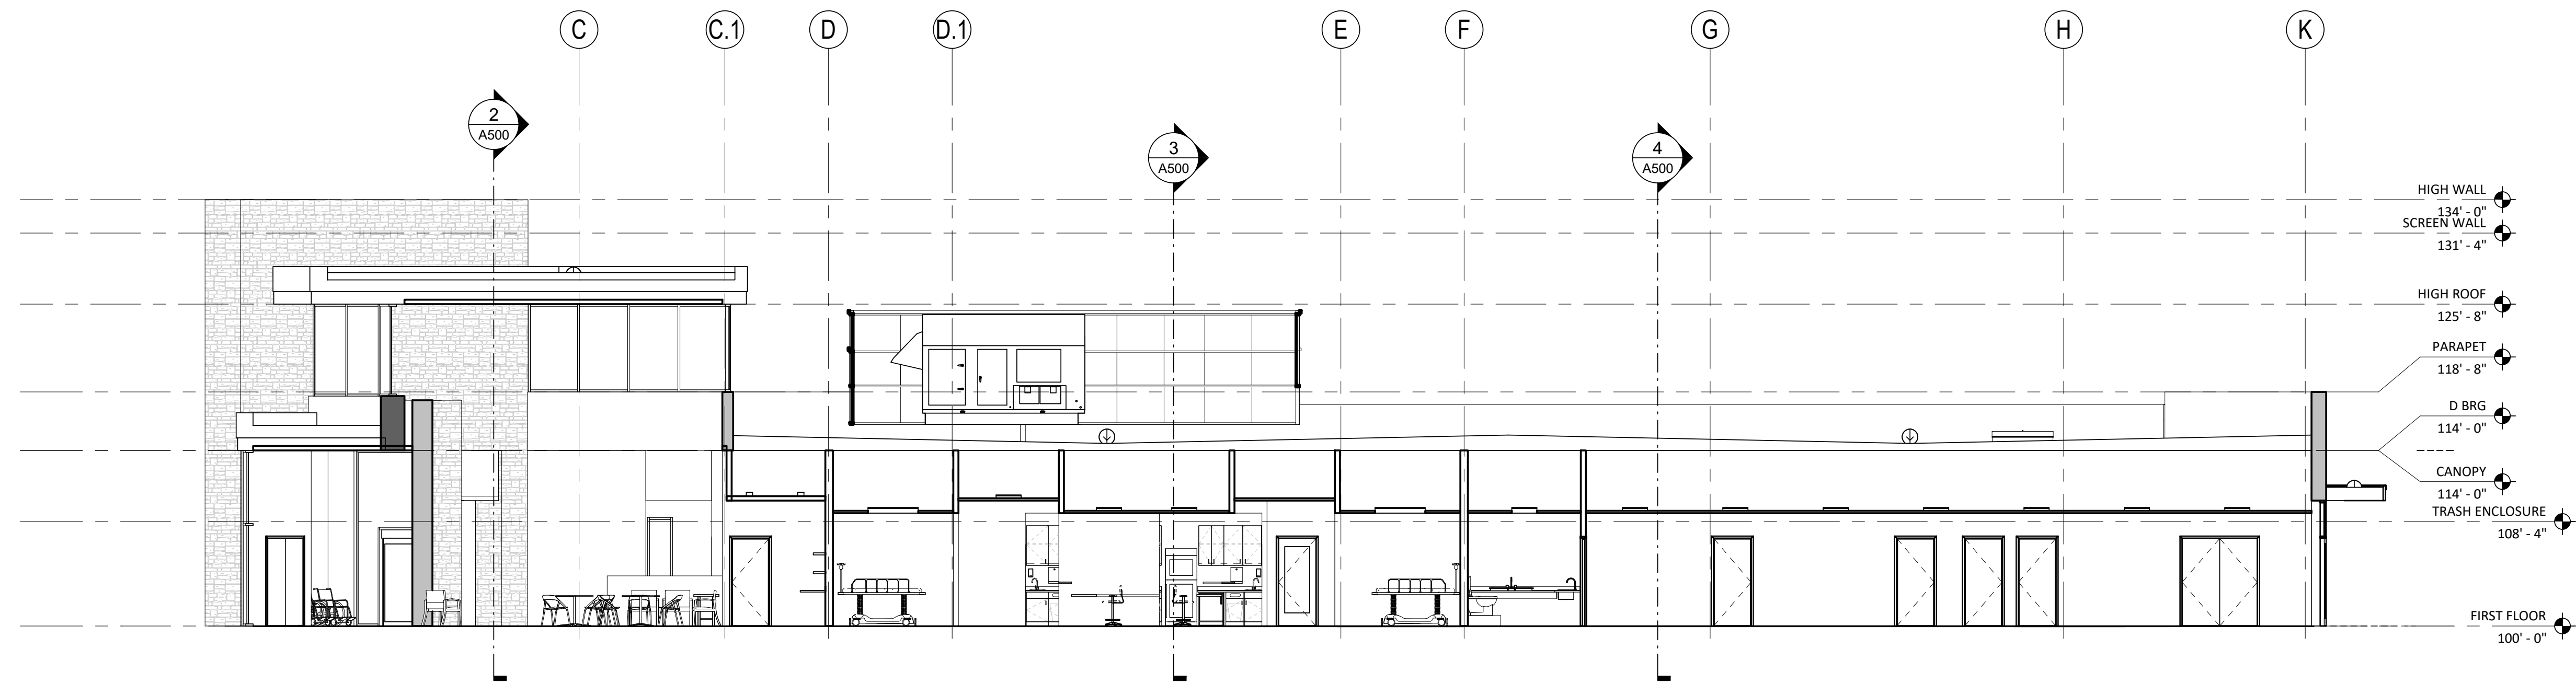 C
C.1
D
D.1
E
F
G
H
K
2
A500
3
A500
4
A500
HIGH WALL
134' - 0"
SCREEN WALL
131' - 4"
HIGH ROOF
125' - 8"
PARAPET
118' - 8"
D BRG
114' - 0"
CANOPY
114' - 0"
TRASH ENCLOSURE
108' - 4"
FIRST FLOOR
100' - 0"